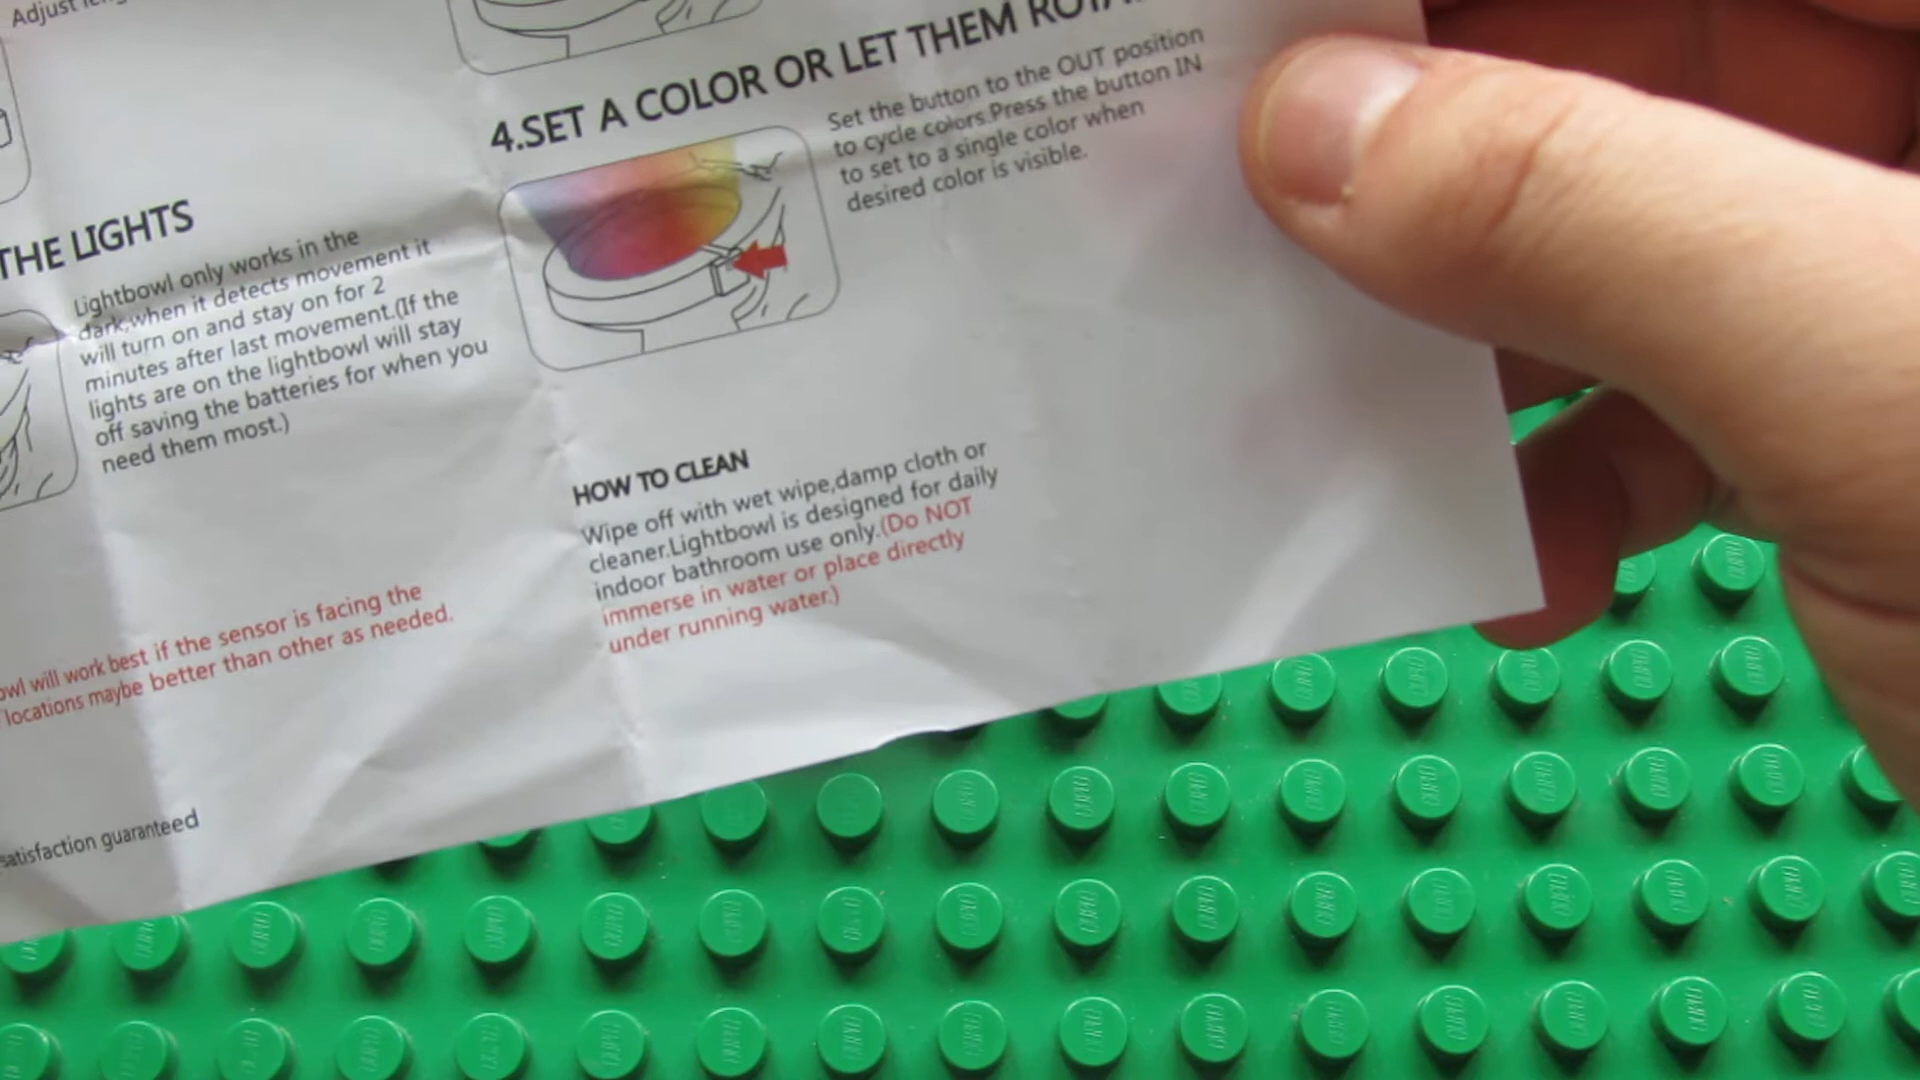 Adjust
THE LIGHTS
Lightbowl only works in the
dark,when it detects movement it
will turn on and stay on for 2
minutes after last movement.(If the
lights are on the lightbowl will stay
off saving the batteries for when you
need them most.)
owl will work best if the sensor is facing the
locations maybe better than other as needed.
satisfaction guaranteed
4.SET A COLOR OR LET THEM
Set the button to the OUT position
to cycle colors.Press the button IN
to set to a single color when
desired color is visible.
HOW TO CLEAN
Wipe off with wet wipe,damp cloth or
cleaner.Lightbowl is designed for daily
indoor bathroom use only.(Do NOT
immerse in water or place directly
under running water.)